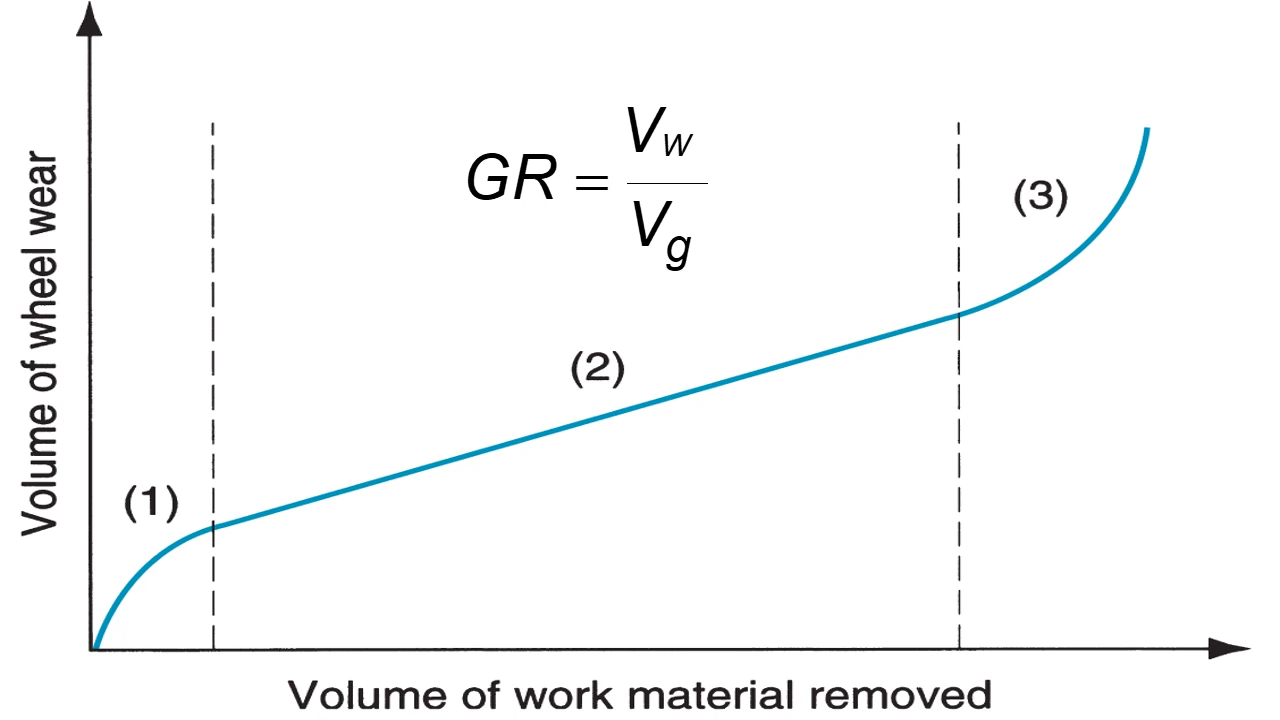 Volume of wheel wear
GR = Vw / Vg
(3)
(2)
(1)
Volume of work material removed